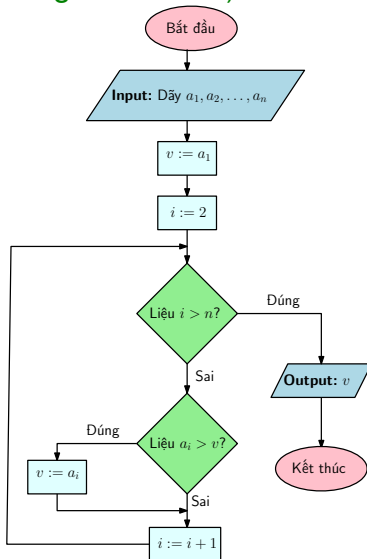 Bắt đầu
Input: Dãy a₁, a₂, . . . , aₙ
v := a₁
i := 2
Liệu i > n?
Đúng
Sai
Output: v
Liệu aᵢ > v?
Đúng
v := aᵢ
Kết thúc
Sai
i := i + 1